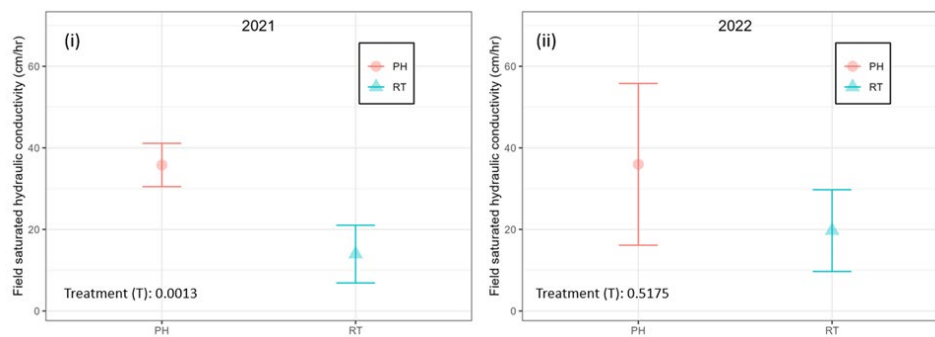 2021
(i)
PH
RT
Field saturated hydraulic conductivity (cm/hr)
60
40
20
0
Treatment (T): 0.0013
PH RT
2022
(ii)
PH
RT
Field saturated hydraulic conductivity (cm/hr)
60
40
20
0
Treatment (T): 0.5175
PH RT